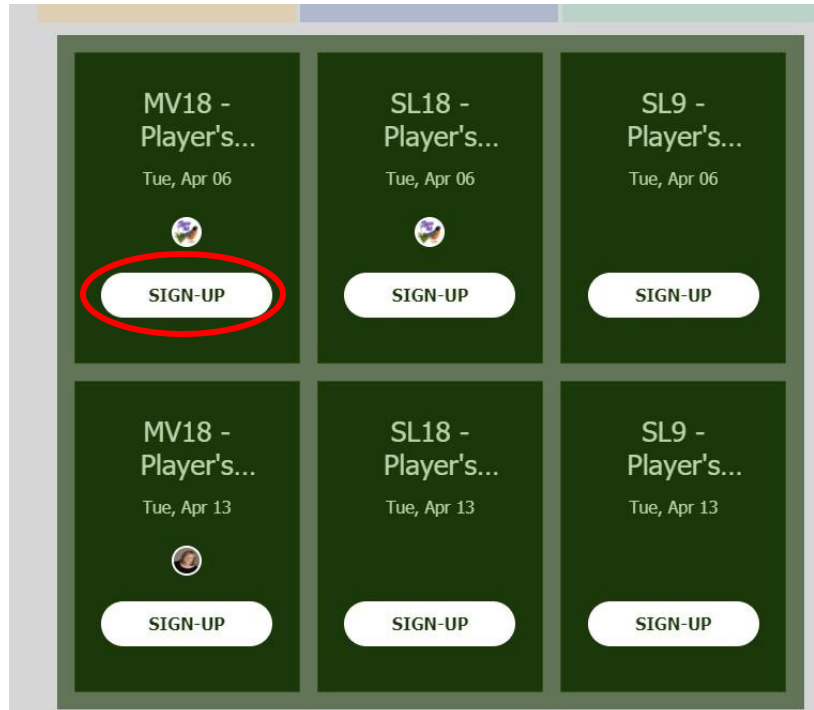 MV18 -
Player's...
Tue, Apr 06
SIGN-UP
SL18 -
Player's...
Tue, Apr 06
SIGN-UP
SL9 -
Player's...
Tue, Apr 06
SIGN-UP
MV18 -
Player's...
Tue, Apr 13
SIGN-UP
SL18 -
Player's...
Tue, Apr 13
SIGN-UP
SL9 -
Player's...
Tue, Apr 13
SIGN-UP